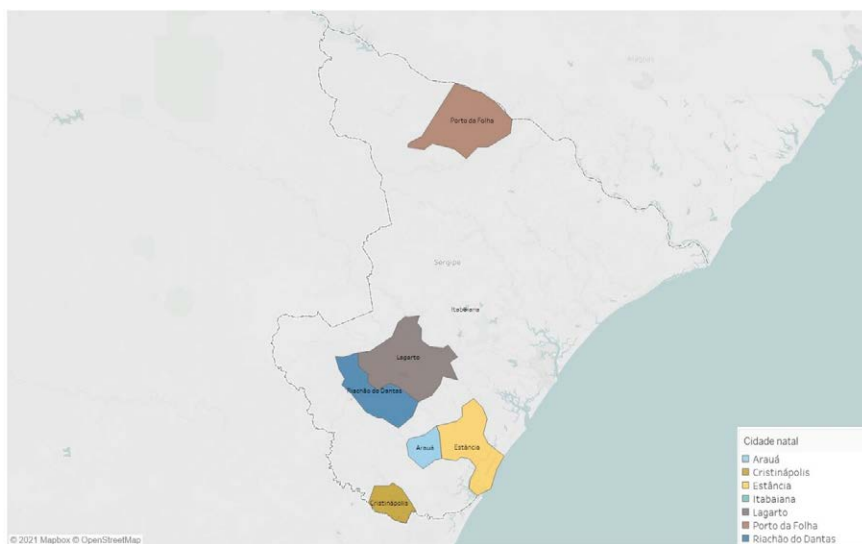 Alagoas
Porto da Folha
Sergipe
Itabaiana
Lagarto
Riachão do Dantas
Arauá
Estância
Cristinápolis
Cidade natal
Arauá
Cristinápolis
Estância
Itabaiana
Lagarto
Porto da Folha
Riachão do Dantas
© 2021 Mapbox © OpenStreetMap